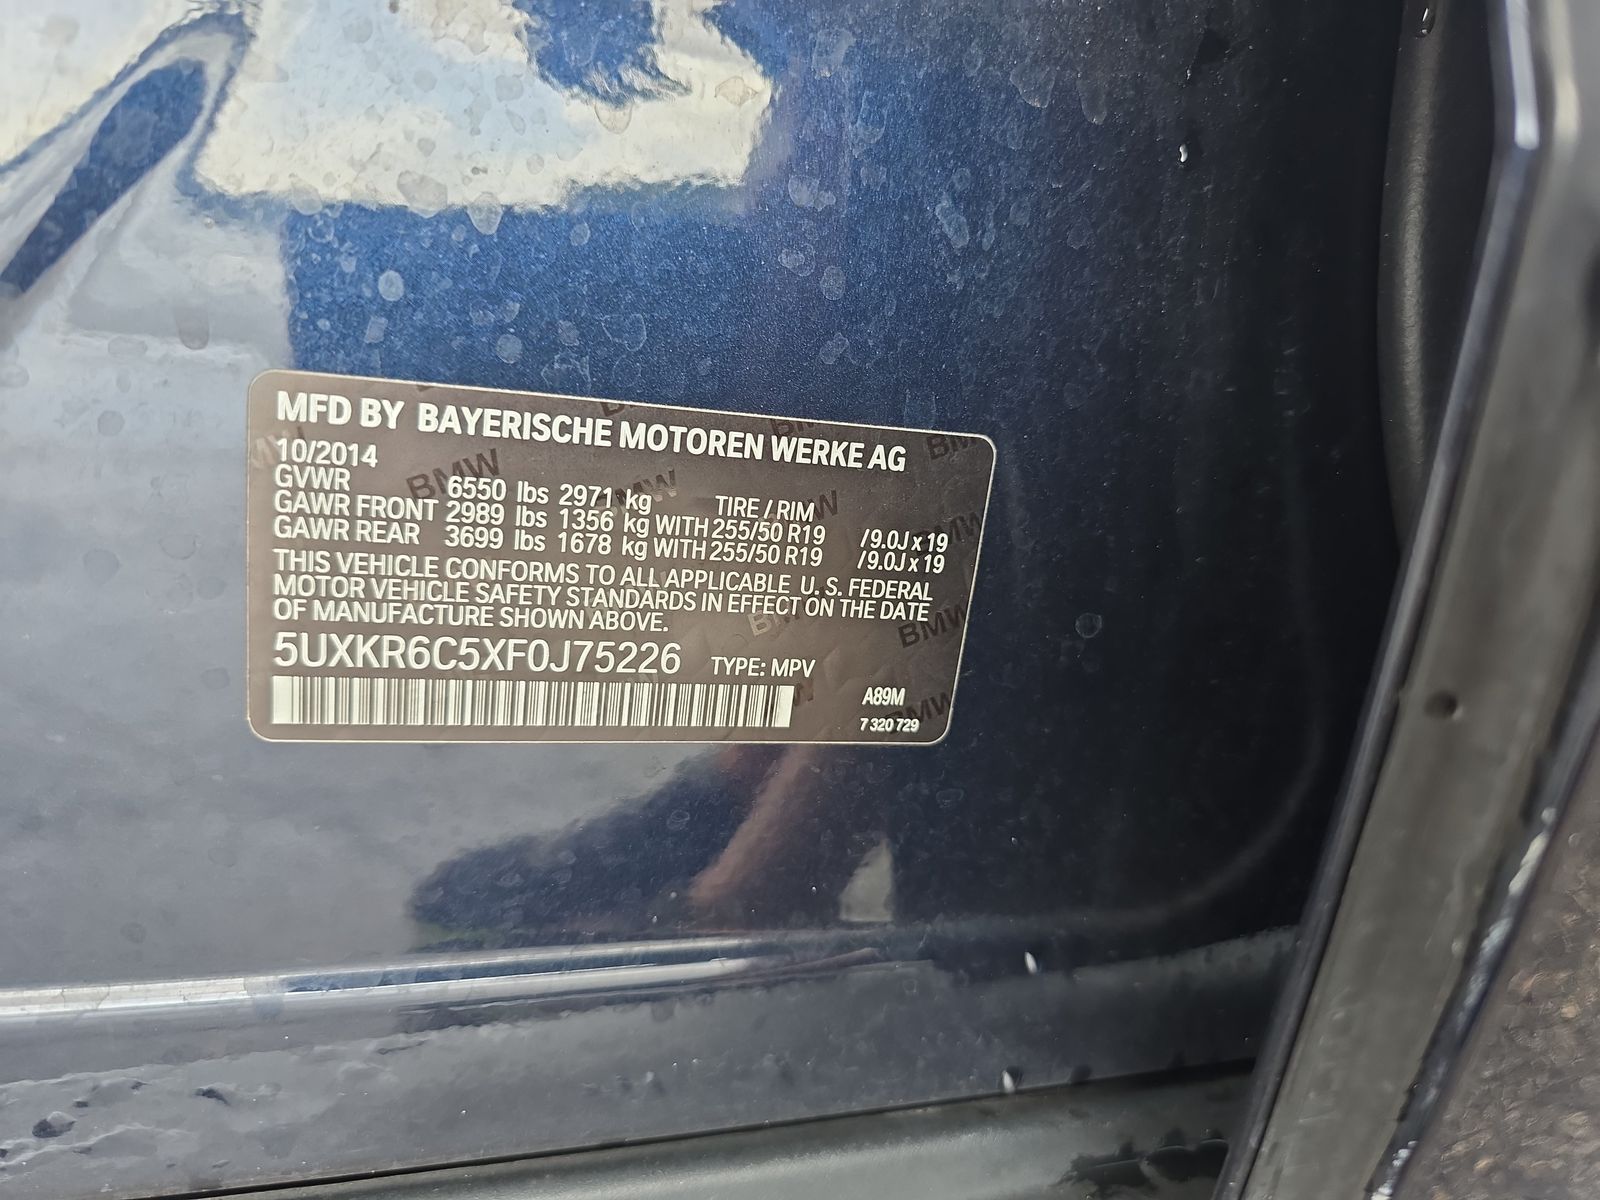 MFD BY BAYERISCHE MOTOREN WERKE AG
10/2014
GVWR 6550 lbs 2971 kg TIRE / RIM
GAWR FRONT 2989 lbs 1356 kg WITH 255/50 R19 /9.0J x 19
GAWR REAR 3699 lbs 1678 kg WITH 255/50 R19 /9.0J x 19
THIS VEHICLE CONFORMS TO ALL APPLICABLE U. S. FEDERAL
MOTOR VEHICLE SAFETY STANDARDS IN EFFECT ON THE DATE
OF MANUFACTURE SHOWN ABOVE.
5UXKR6C5XF0J75226 TYPE: MPV
A89M
7 320 729